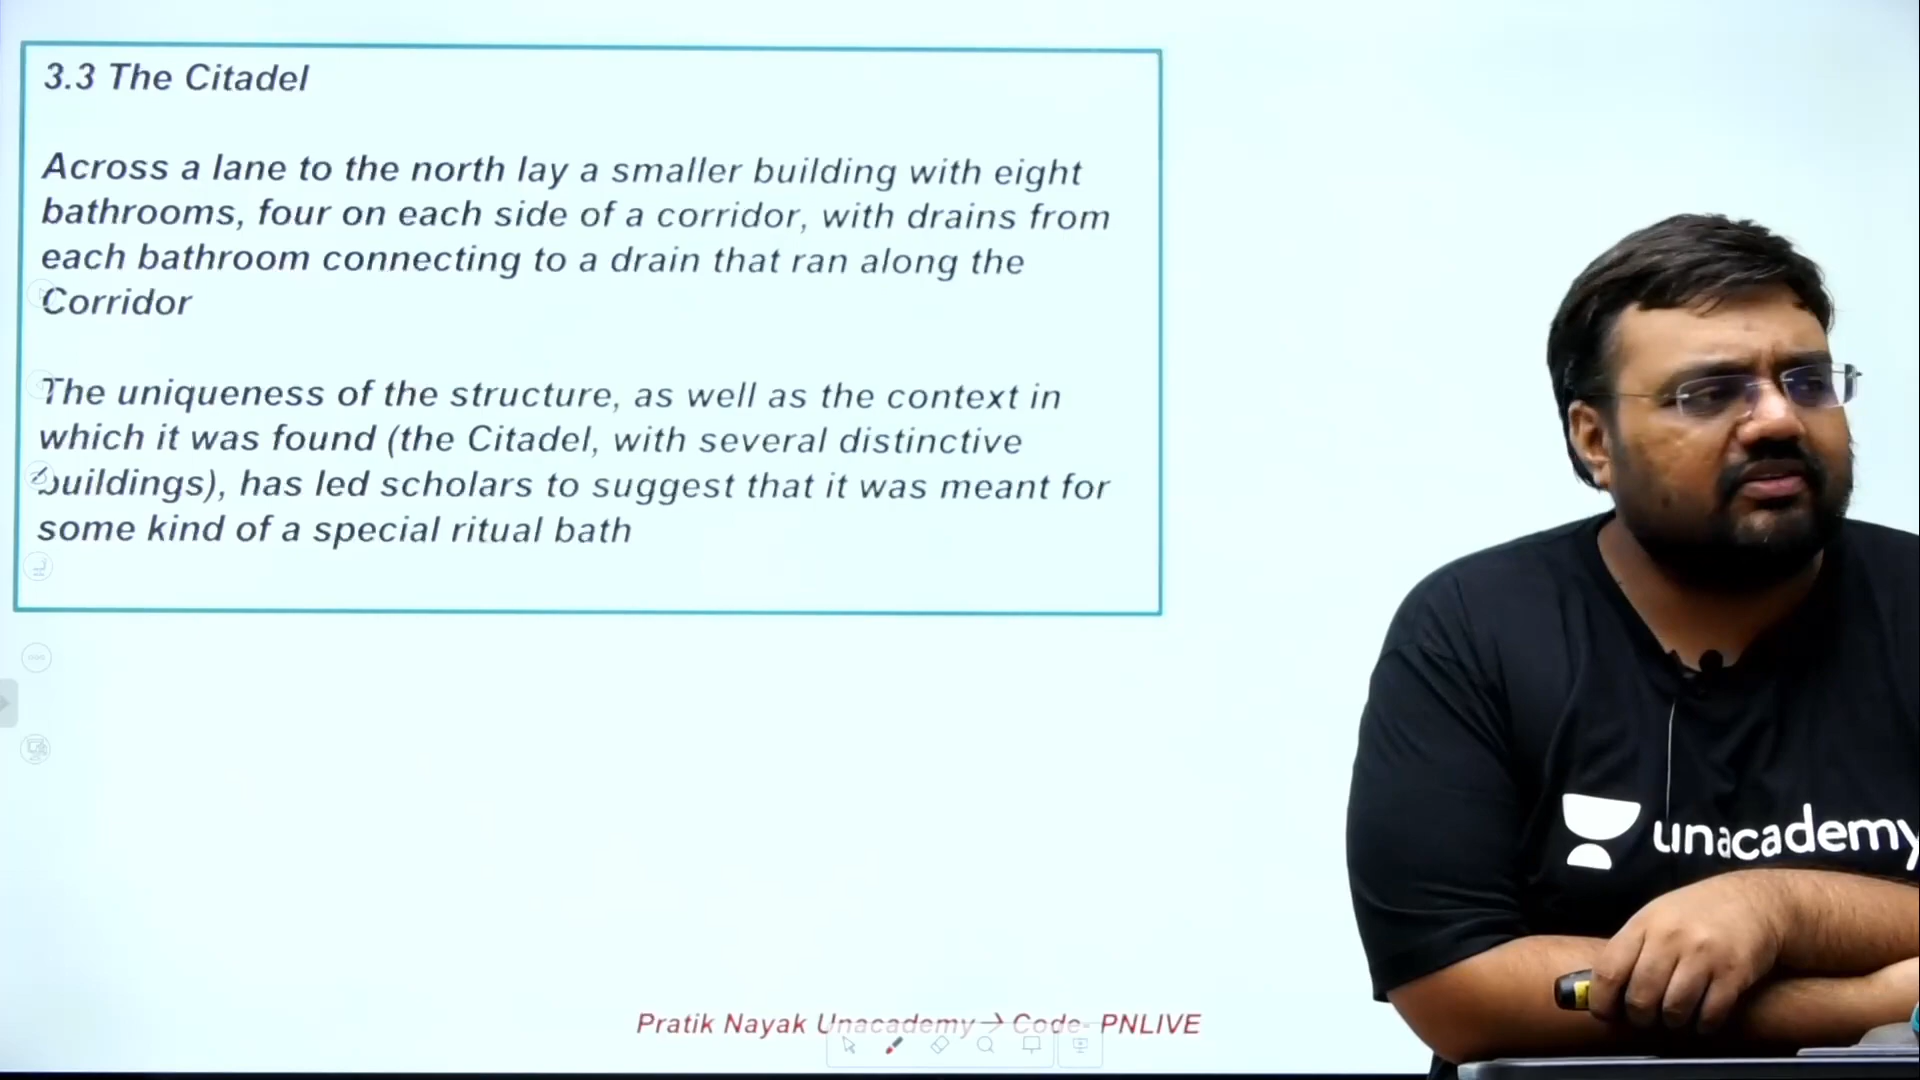 3.3 The Citadel
Across a lane to the north lay a smaller building with eight
bathrooms, four on each side of a corridor, with drains from
each bathroom connecting to a drain that ran along the
Corridor
The uniqueness of the structure, as well as the context in
which it was found (the Citadel, with several distinctive
buildings), has led scholars to suggest that it was meant for
some kind of a special ritual bath
unacademy
Pratik Nayak Unacademy → Code- PNLIVE